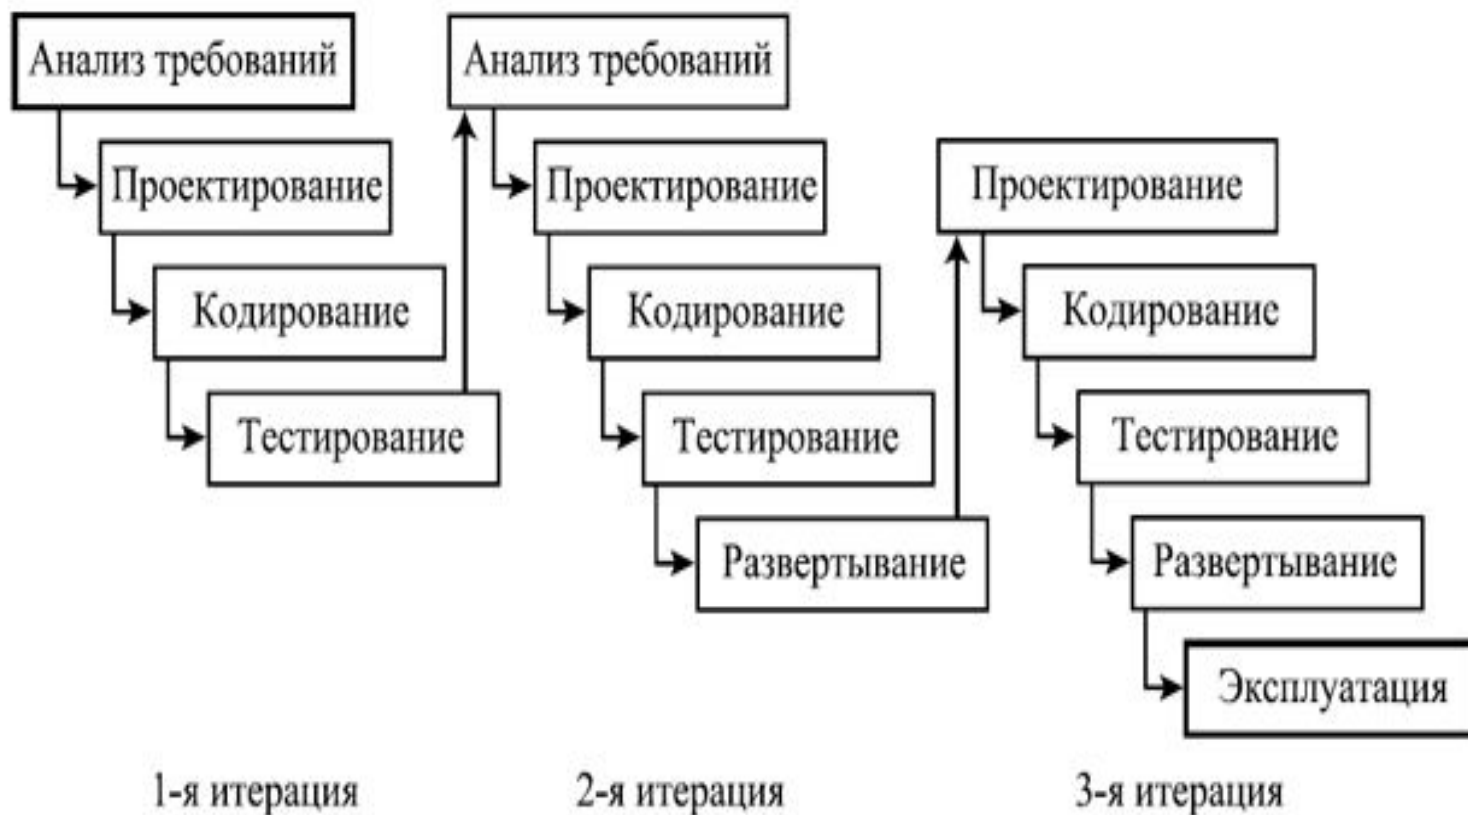 Анализ требований
Проектирование
Кодирование
Тестирование
Анализ требований
Проектирование
Кодирование
Тестирование
Развертывание
Проектирование
Кодирование
Тестирование
Развертывание
Эксплуатация
1-я итерация
2-я итерация
3-я итерация